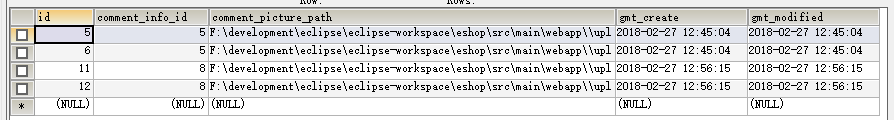 Row: Rows:
id comment_info_id comment_picture_path gmt_create gmt_modified
5 5 F:\development\eclipse\eclipse-workspace\eshop\src\main\webapp\\upl 2018-02-27 12:45:04 2018-02-27 12:45:04
6 5 F:\development\eclipse\eclipse-workspace\eshop\src\main\webapp\\upl 2018-02-27 12:45:04 2018-02-27 12:45:04
11 8 F:\development\eclipse\eclipse-workspace\eshop\src\main\webapp\\upl 2018-02-27 12:56:15 2018-02-27 12:56:15
12 8 F:\development\eclipse\eclipse-workspace\eshop\src\main\webapp\\upl 2018-02-27 12:56:15 2018-02-27 12:56:15
* (NULL) (NULL) (NULL) (NULL) (NULL)